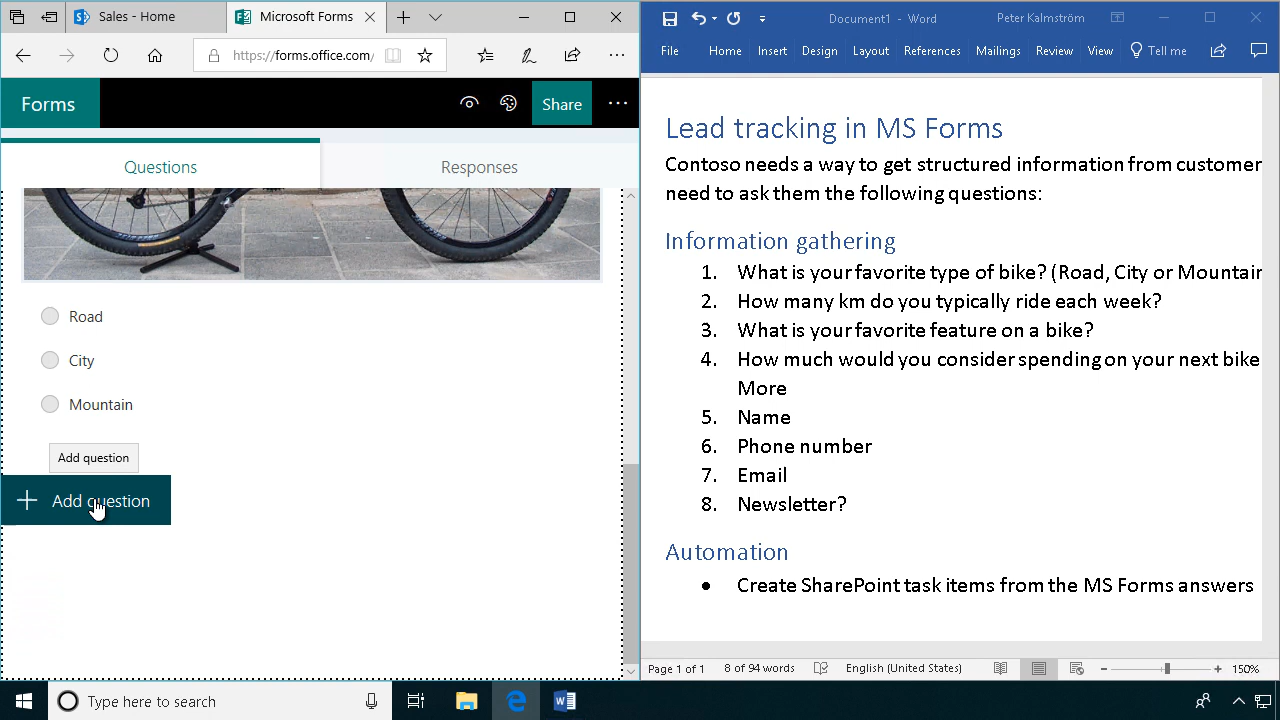 Sales - Home
Microsoft Forms
https://forms.office.com/
Forms
Share
Questions
Responses
Road
City
Mountain
Add question
Add question
Type here to search
Document1 - Word
Peter Kalmström
File
Home
Insert
Design
Layout
References
Mailings
Review
View
Tell me
Lead tracking in MS Forms
Contoso needs a way to get structured information from customer
need to ask them the following questions:
Information gathering
1. What is your favorite type of bike? (Road, City or Mountain
2. How many km do you typically ride each week?
3. What is your favorite feature on a bike?
4. How much would you consider spending on your next bike
More
5. Name
6. Phone number
7. Email
8. Newsletter?
Automation
• Create SharePoint task items from the MS Forms answers
Page 1 of 1
8 of 94 words
English (United States)
150%